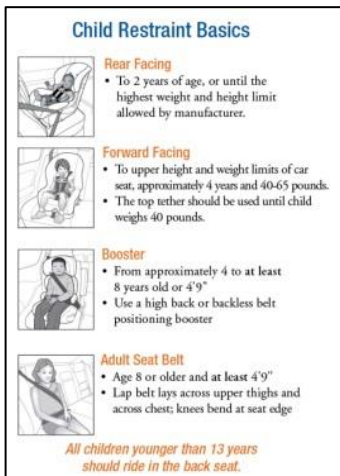 Child Restraint Basics
Rear Facing
• To 2 years of age, or until the
highest weight and height limit
allowed by manufacturer.
Forward Facing
• To upper height and weight limits of car
seat, approximately 4 years and 40-65 pounds.
• The top tether should be used until child
weighs 40 pounds.
Booster
• From approximately 4 to at least
8 years old or 4'9"
• Use a high back or backless belt
positioning booster
Adult Seat Belt
• Age 8 or older and at least 4'9"
• Lap belt lays across upper thighs and
across chest; knees bend at seat edge
All children younger than 13 years
should ride in the back seat.